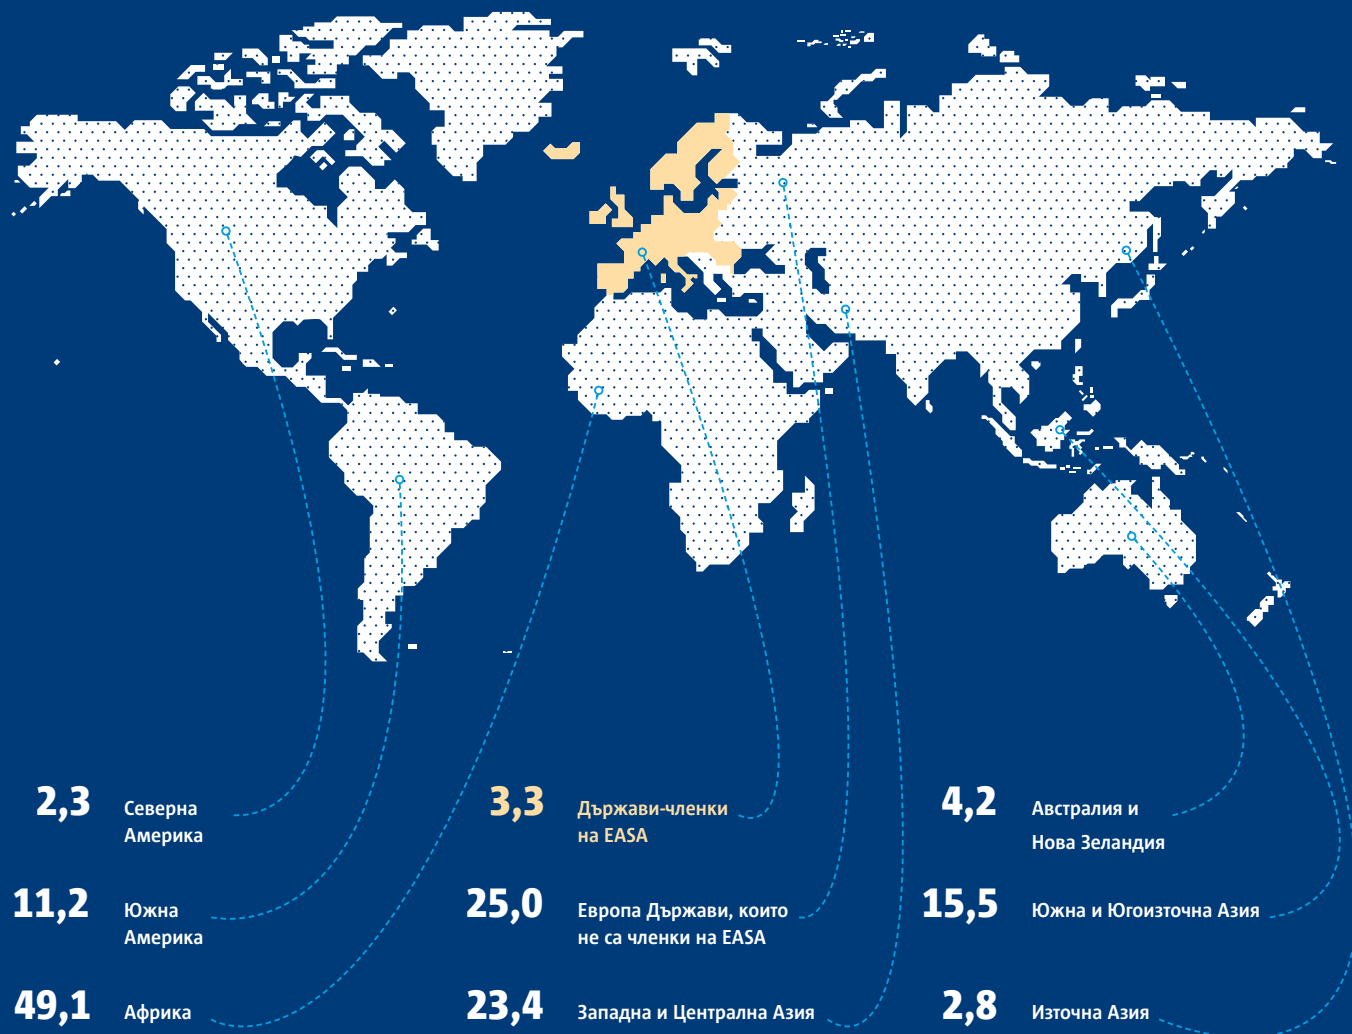 2,3 Северна
Америка
11,2 Южна
Америка
49,1 Африка
3,3 Държави-членки
на EASA
25,0 Европа Държави, които
не са членки на EASA
23,4 Западна и Централна Азия
4,2 Австралия и
Нова Зеландия
15,5 Южна и Югоизточна Азия
2,8 Източна Азия